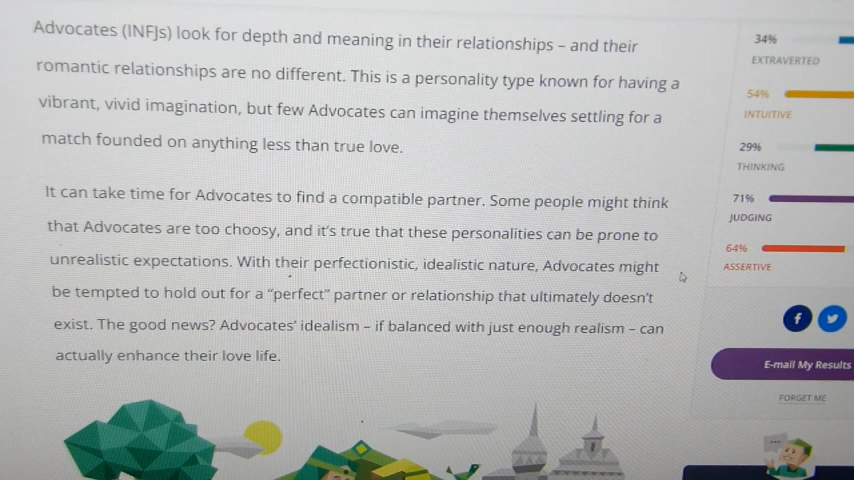 Advocates (INFJs) look for depth and meaning in their relationships – and their
romantic relationships are no different. This is a personality type known for having a
vibrant, vivid imagination, but few Advocates can imagine themselves settling for a
match founded on anything less than true love.
It can take time for Advocates to find a compatible partner. Some people might think
that Advocates are too choosy, and it's true that these personalities can be prone to
unrealistic expectations. With their perfectionistic, idealistic nature, Advocates might
be tempted to hold out for a “perfect” partner or relationship that ultimately doesn't
exist. The good news? Advocates' idealism – if balanced with just enough realism – can
actually enhance their love life.
34%
EXTRAVERTED
54%
INTUITIVE
29%
THINKING
71%
JUDGING
64%
ASSERTIVE
E-mail My Results
FORGET ME